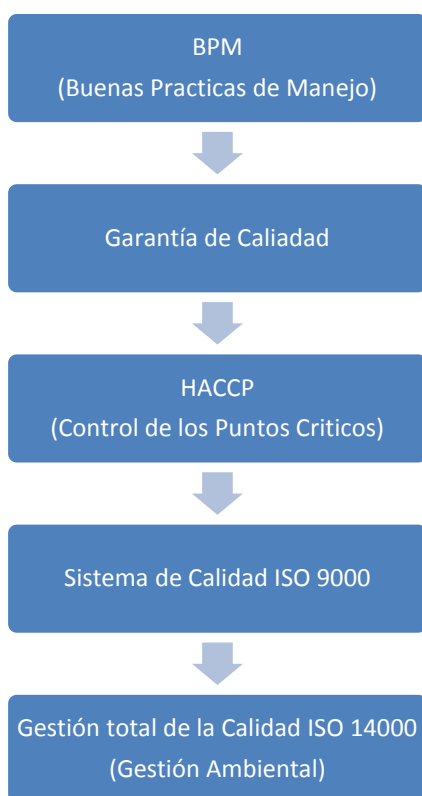 BPM
(Buenas Practicas de Manejo)
Garantía de Caliadad
HACCP
(Control de los Puntos Criticos)
Sistema de Calidad ISO 9000
Gestión total de la Calidad ISO 14000
(Gestión Ambiental)